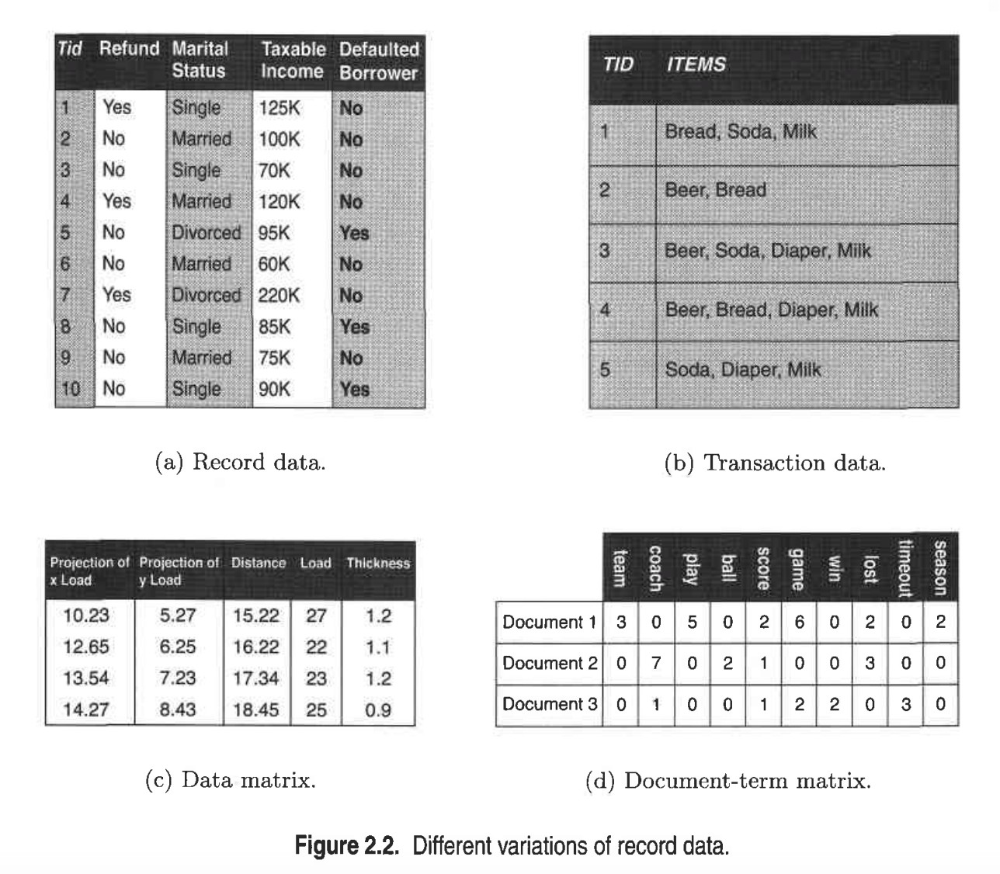 Tid Refund Marital Status Taxable Income Defaulted Borrower
1 Yes Single 125K No
2 No Married 100K No
3 No Single 70K No
4 Yes Married 120K No
5 No Divorced 95K Yes
6 No Married 60K No
7 Yes Divorced 220K No
8 No Single 85K Yes
9 No Married 75K No
10 No Single 90K Yes
(a) Record data.
TID ITEMS
1 Bread, Soda, Milk
2 Beer, Bread
3 Beer, Soda, Diaper, Milk
4 Beer, Bread, Diaper, Milk
5 Soda, Diaper, Milk
(b) Transaction data.
Projection of x Load Projection of y Load Distance Load Thickness
10.23 5.27 15.22 27 1.2
12.65 6.25 16.22 22 1.1
13.54 7.23 17.34 23 1.2
14.27 8.43 18.45 25 0.9
(c) Data matrix.
team coach play ball score game win lost timeout season
Document 1 3 0 5 0 2 6 0 2 0 2
Document 2 0 7 0 2 1 0 0 3 0 0
Document 3 0 1 0 0 1 2 2 0 3 0
(d) Document-term matrix.
Figure 2.2. Different variations of record data.